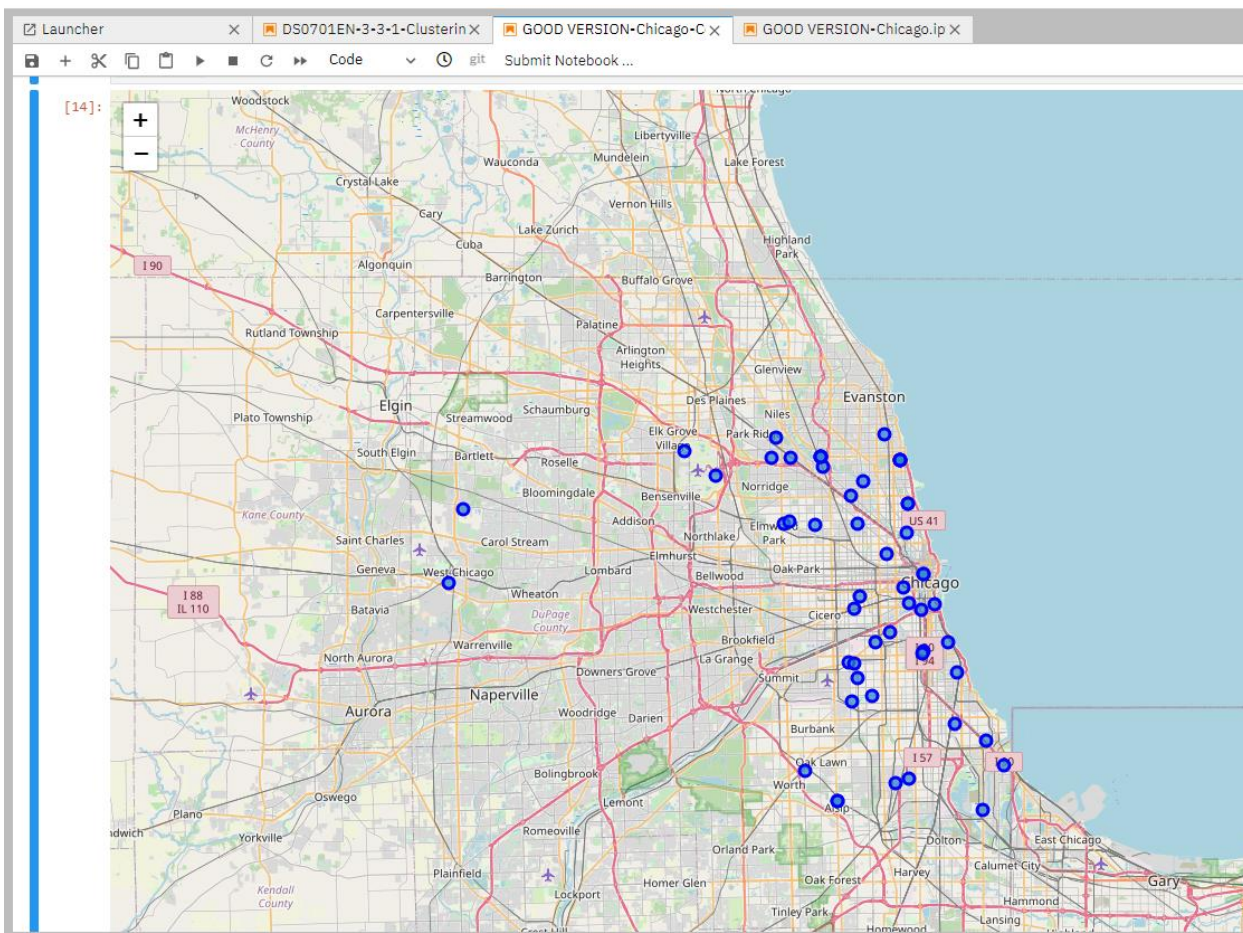 Launcher
DS0701EN-3-3-1-Clusterin
GOOD VERSION-Chicago-C
GOOD VERSION-Chicago.ip
Code
git
Submit Notebook ...
[14]:
+
−
Woodstock
McHenry
County
Libertyville
Wauconda
Mundelein
Lake Forest
Crystal Lake
Vernon Hills
Cary
Lake Zurich
Cuba
Highland
Park
I 90
Algonquin
Barrington
Buffalo Grove
Carpentersville
Rutland Township
Palatine
Arlington
Heights
Glenview
Elgin
Des Plaines
Evanston
Plato Township
Streamwood
Schaumburg
Niles
Elk Grove
Village
Park Rid
South Elgin
Bartlett
Roselle
Norridge
Bloomingdale
Bensenville
Kane County
Addison
US 41
Saint Charles
Carol Stream
Northlake
Elmwood
Park
Elmhurst
Geneva
West Chicago
Lombard
Bellwood
Oak Park
Chicago
I 88
IL 110
Batavia
Wheaton
DuPage
County
Westchester
Cicero
Warrenville
Brookfield
North Aurora
La Grange
Downers Grove
Summit
Naperville
Aurora
Woodridge
Darien
Burbank
Bolingbrook
Oak Lawn
I 57
Worth
Lemont
Oswego
Alsip
Plano
dwich
Yorkville
Romeoville
Dolton
East Chicago
Orland Park
Calumet City
Plainfield
Harvey
Gary
Kendall
County
Homer Glen
Oak Forest
Lockport
Hammond
Tinley Park
Lansing
Homewood
Crest Hill